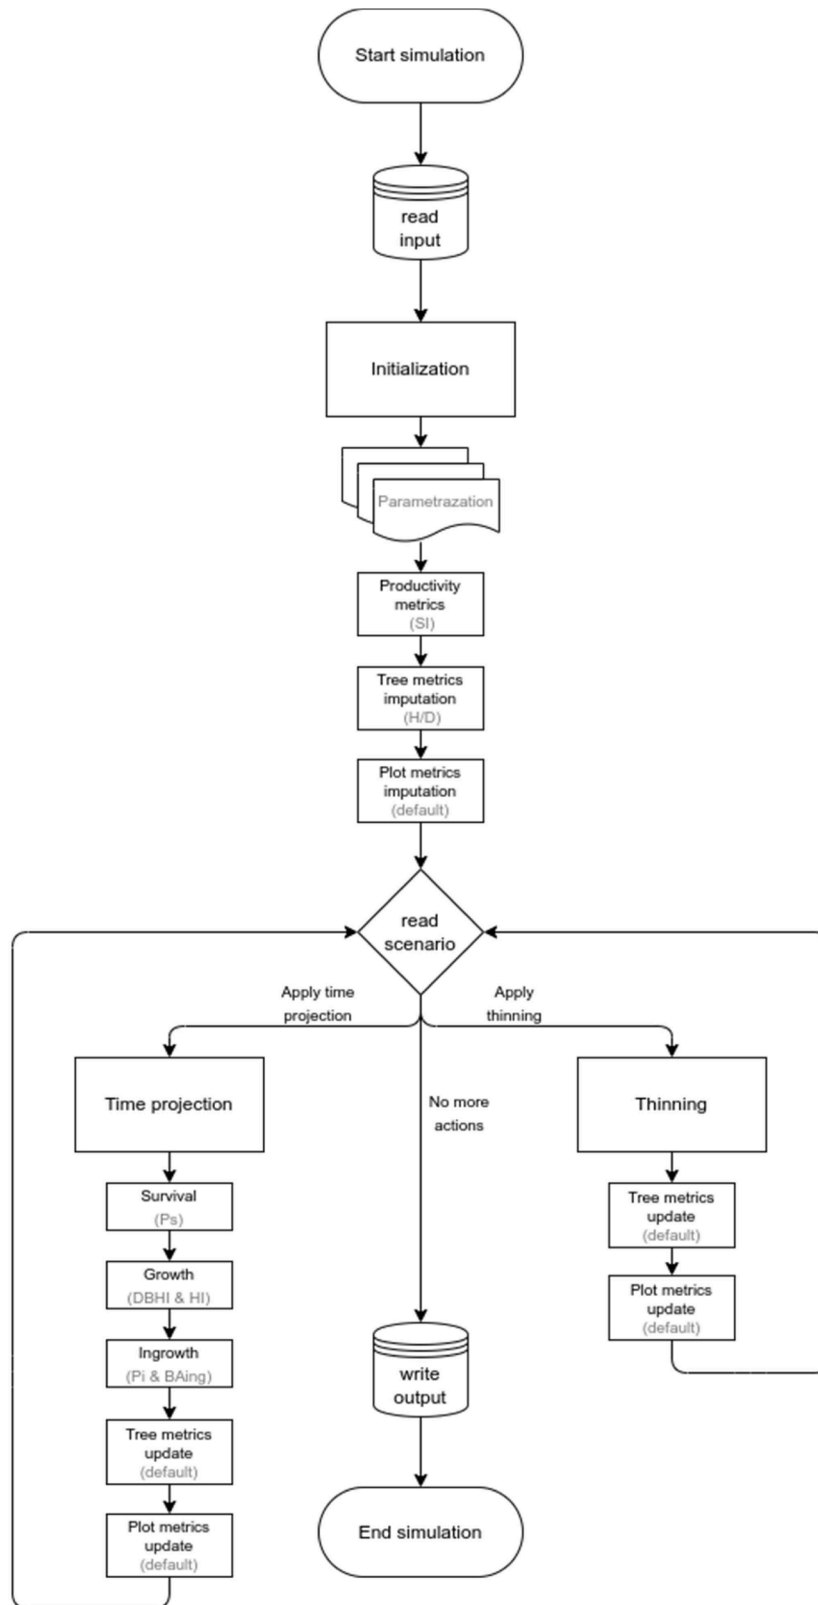 Start simulation
read
input
Initialization
Parametrazation
Productivity
metrics
(SI)
Tree metrics
imputation
(H/D)
Plot metrics
imputation
(default)
read
scenario
Apply time
projection
Apply
thinning
Time projection
No more
actions
Thinning
Survival
(Ps)
Growth
(DBHI & HI)
Ingrowth
(Pi & BAing)
Tree metrics
update
(default)
Plot metrics
update
(default)
Tree metrics
update
(default)
Plot metrics
update
(default)
write
output
End simulation